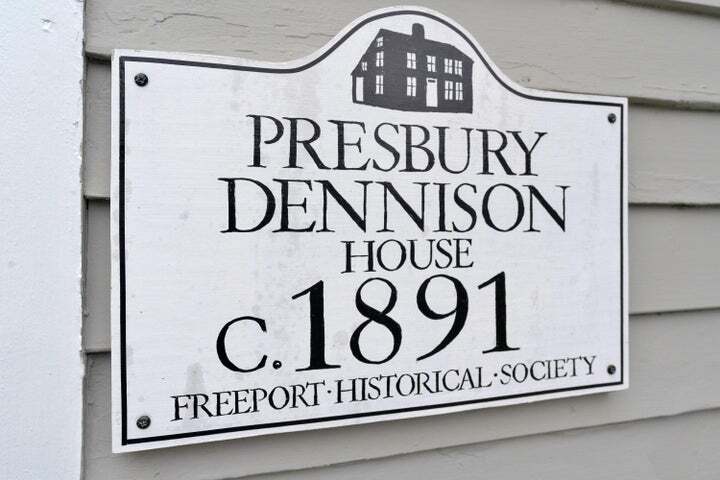 PRESBURY
DENNISON
HOUSE
C. 1891
FREEPORT·HISTORICAL·SOCIETY